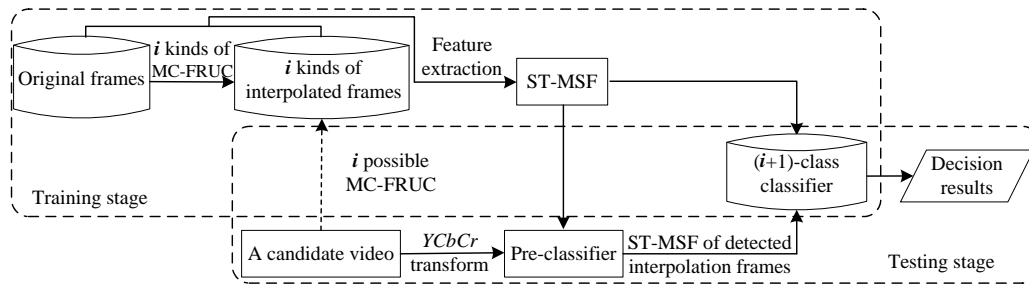 Original frames
i kinds of
MC-FRUC
i kinds of
interpolated frames
Feature
extraction
ST-MSF
Training stage
i possible
MC-FRUC
(i+1)-class
classifier
Decision
results
A candidate video
YCbCr
transform
Pre-classifier
ST-MSF of detected
interpolation frames
Testing stage